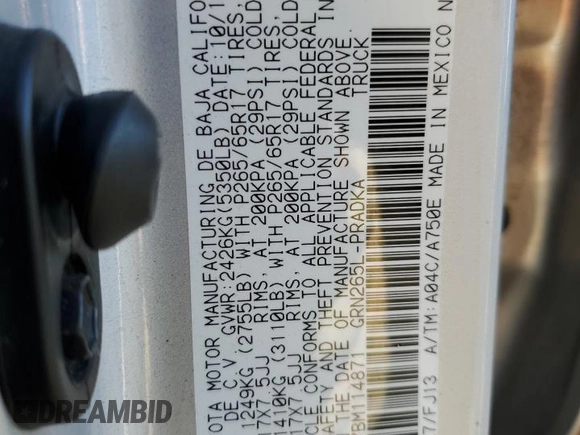 OTA MOTOR MANUFACTURING DE BAJA CALIFO
DE C.V. GVWR:2426KG(5350LB) DATE:10/1
1249KG (2755LB) WITH P265/65R17 TIRES,
17X7.5JJ RIMS, AT 200KPA (29PSI) COLD
1410KG (3110LB) WITH P265/65R17 TIRES,
17X7.5JJ RIMS, AT 200KPA (29PSI) COLD
CLE CONFORMS TO ALL APPLICABLE FEDERAL
SAFETY AND THEFT PREVENTION STANDARDS IN
THE DATE OF MANUFACTURE SHOWN ABOVE.
BM114871 GRN265L-PRADKA TRUCK
7/FJ13 A/TM:A04C/A750E MADE IN MEXICO N
DREAMBID